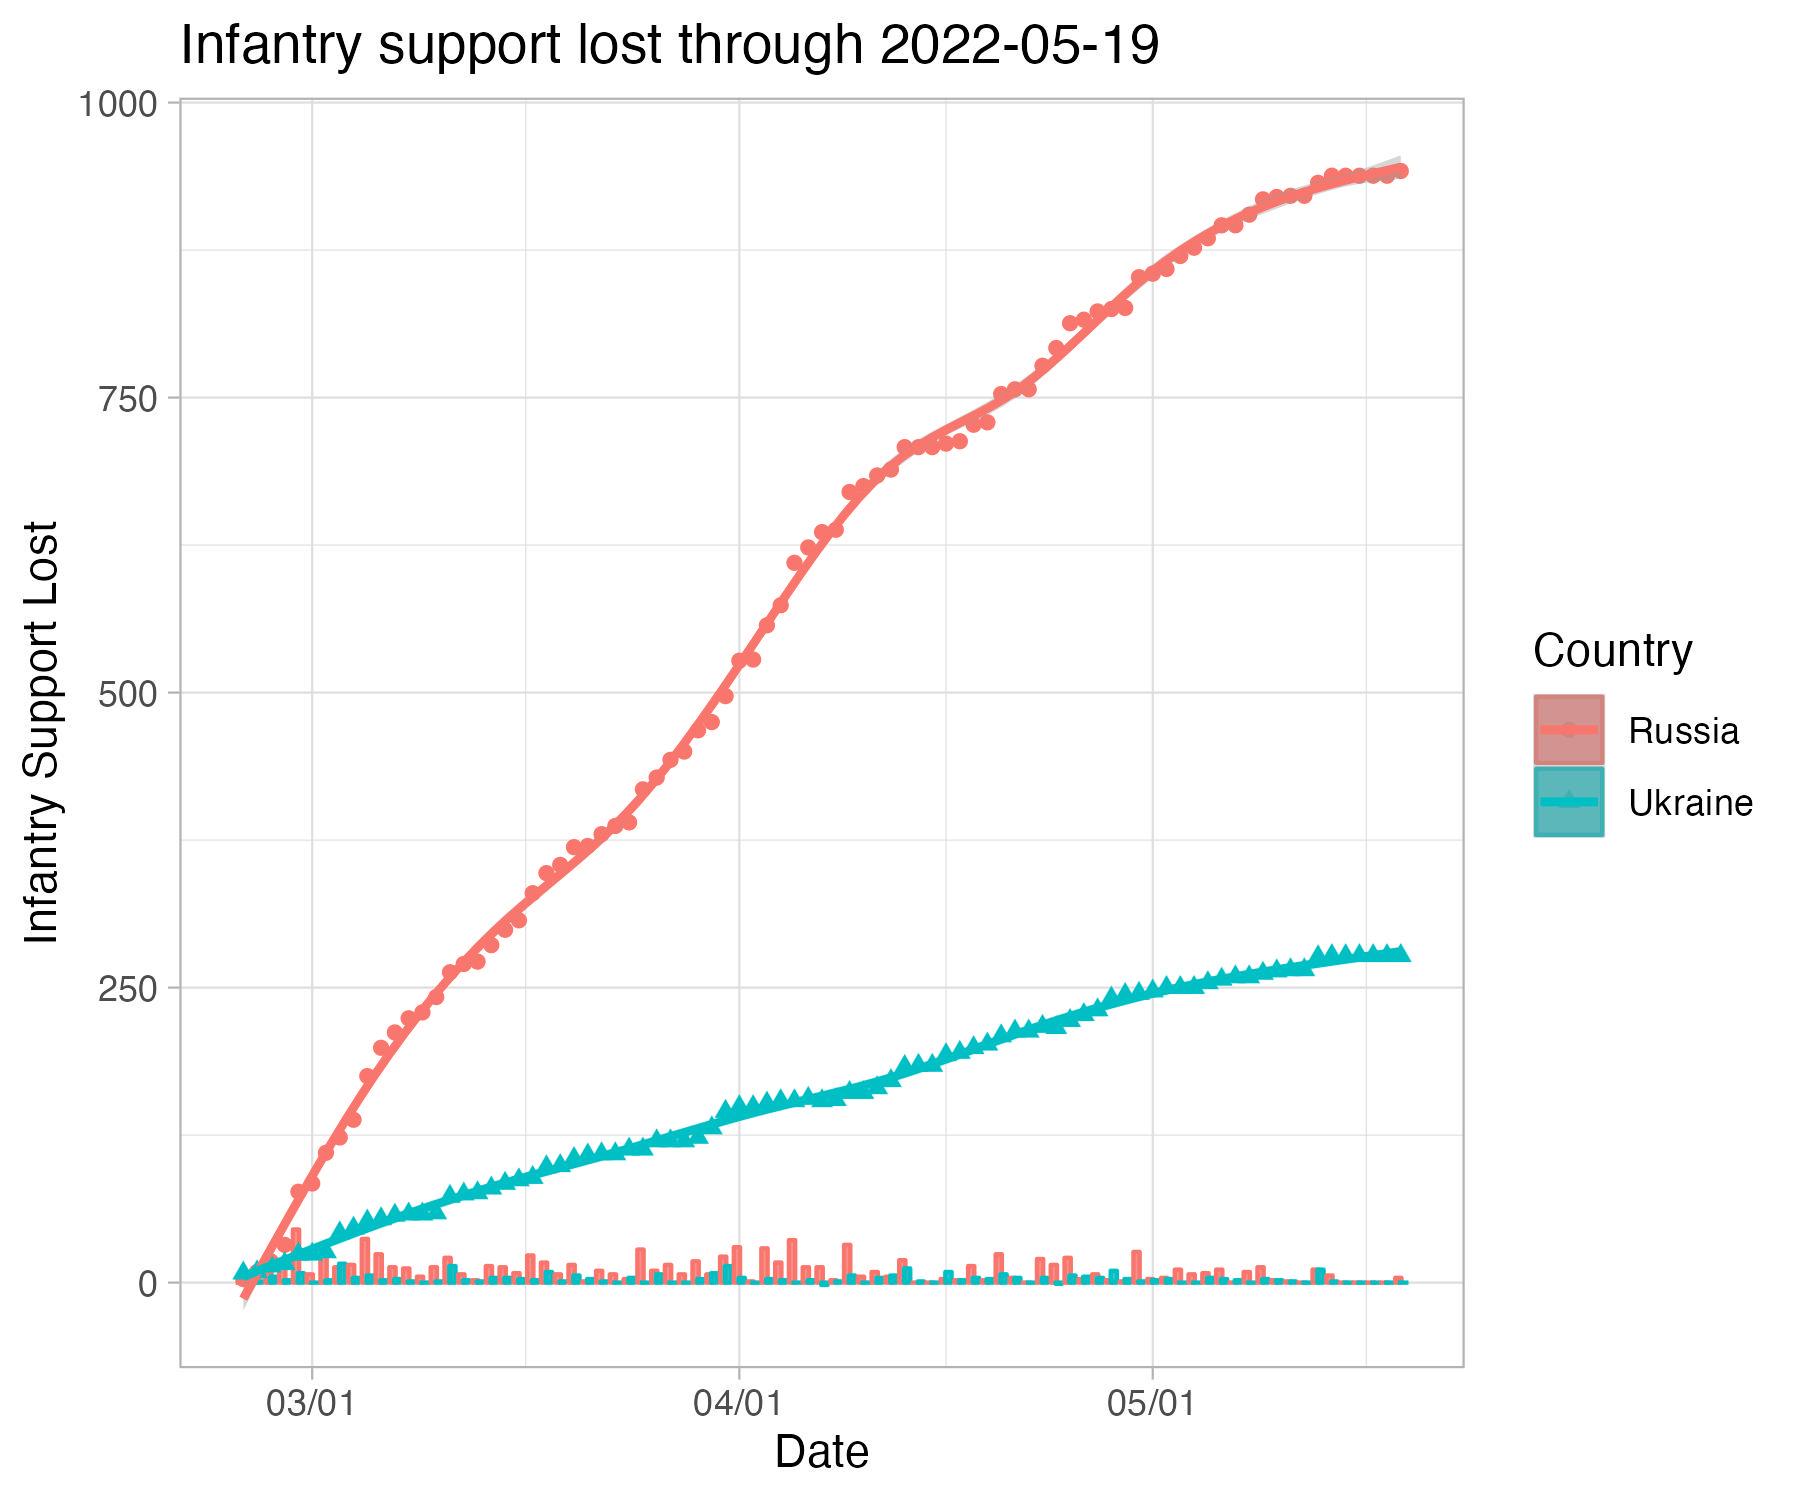 Infantry support lost through 2022-05-19
1000
750
500
250
0
Infantry Support Lost
03/01
04/01
05/01
Date
Country
Russia
Ukraine